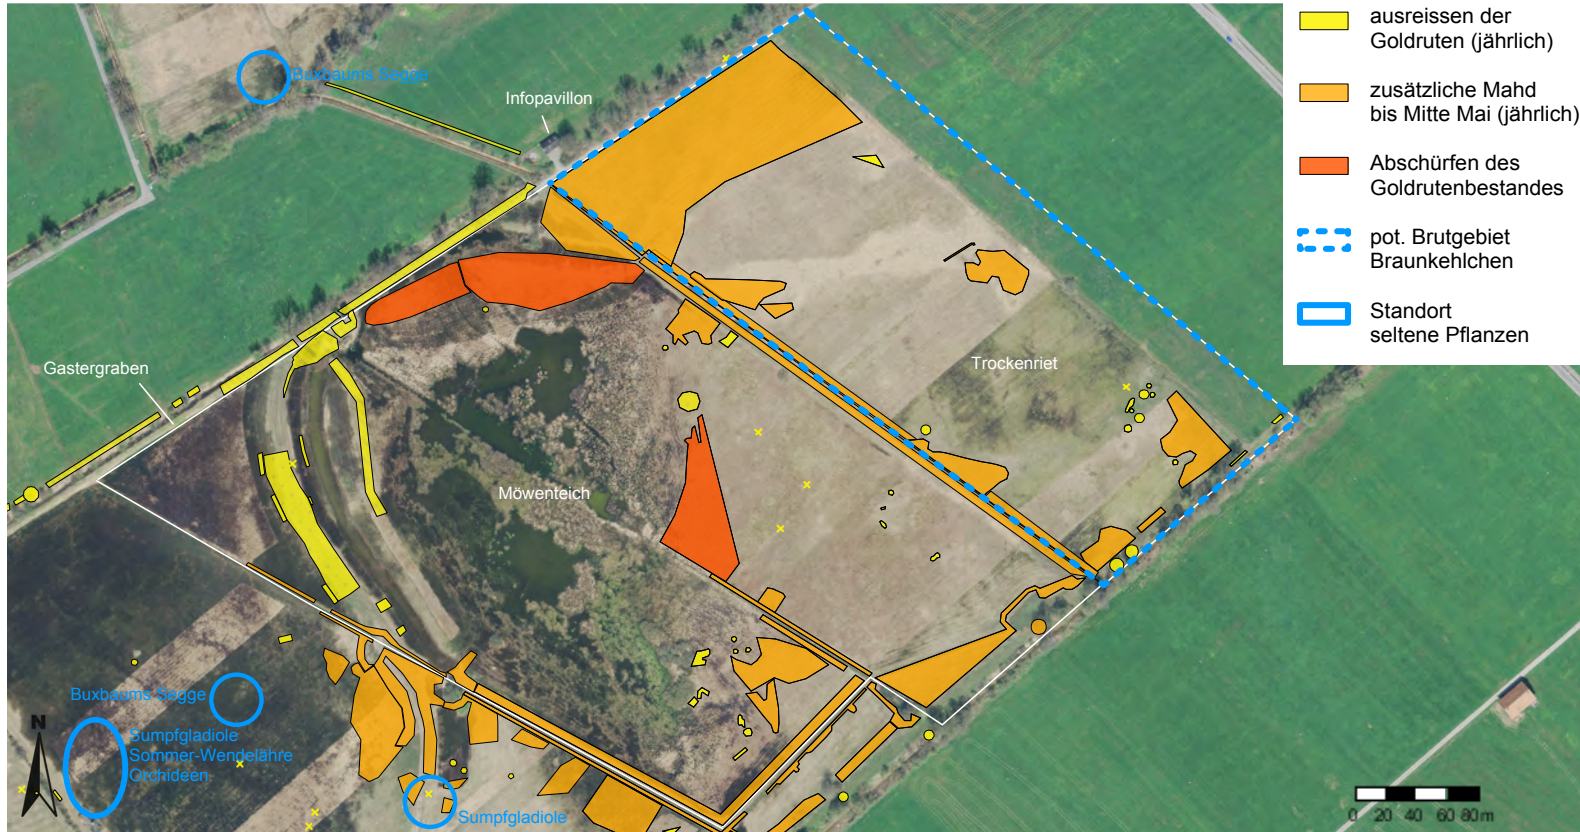 ausreissen der
Goldruten (jährlich)
zusätzliche Mahd
bis Mitte Mai (jährlich)
Abschürfen des
Goldrutenbestandes
pot. Brutgebiet
Braunkehlchen
Standort
seltene Pflanzen
Buxbaums Segge
Infopavillon
Gastergraben
Trockenriet
Möwenteich
Buxbaums Segge
Sumpfgladiole
Sommer-Wendelähre
Orchideen
Sumpfgladiole
N
0 20 40 60 80m